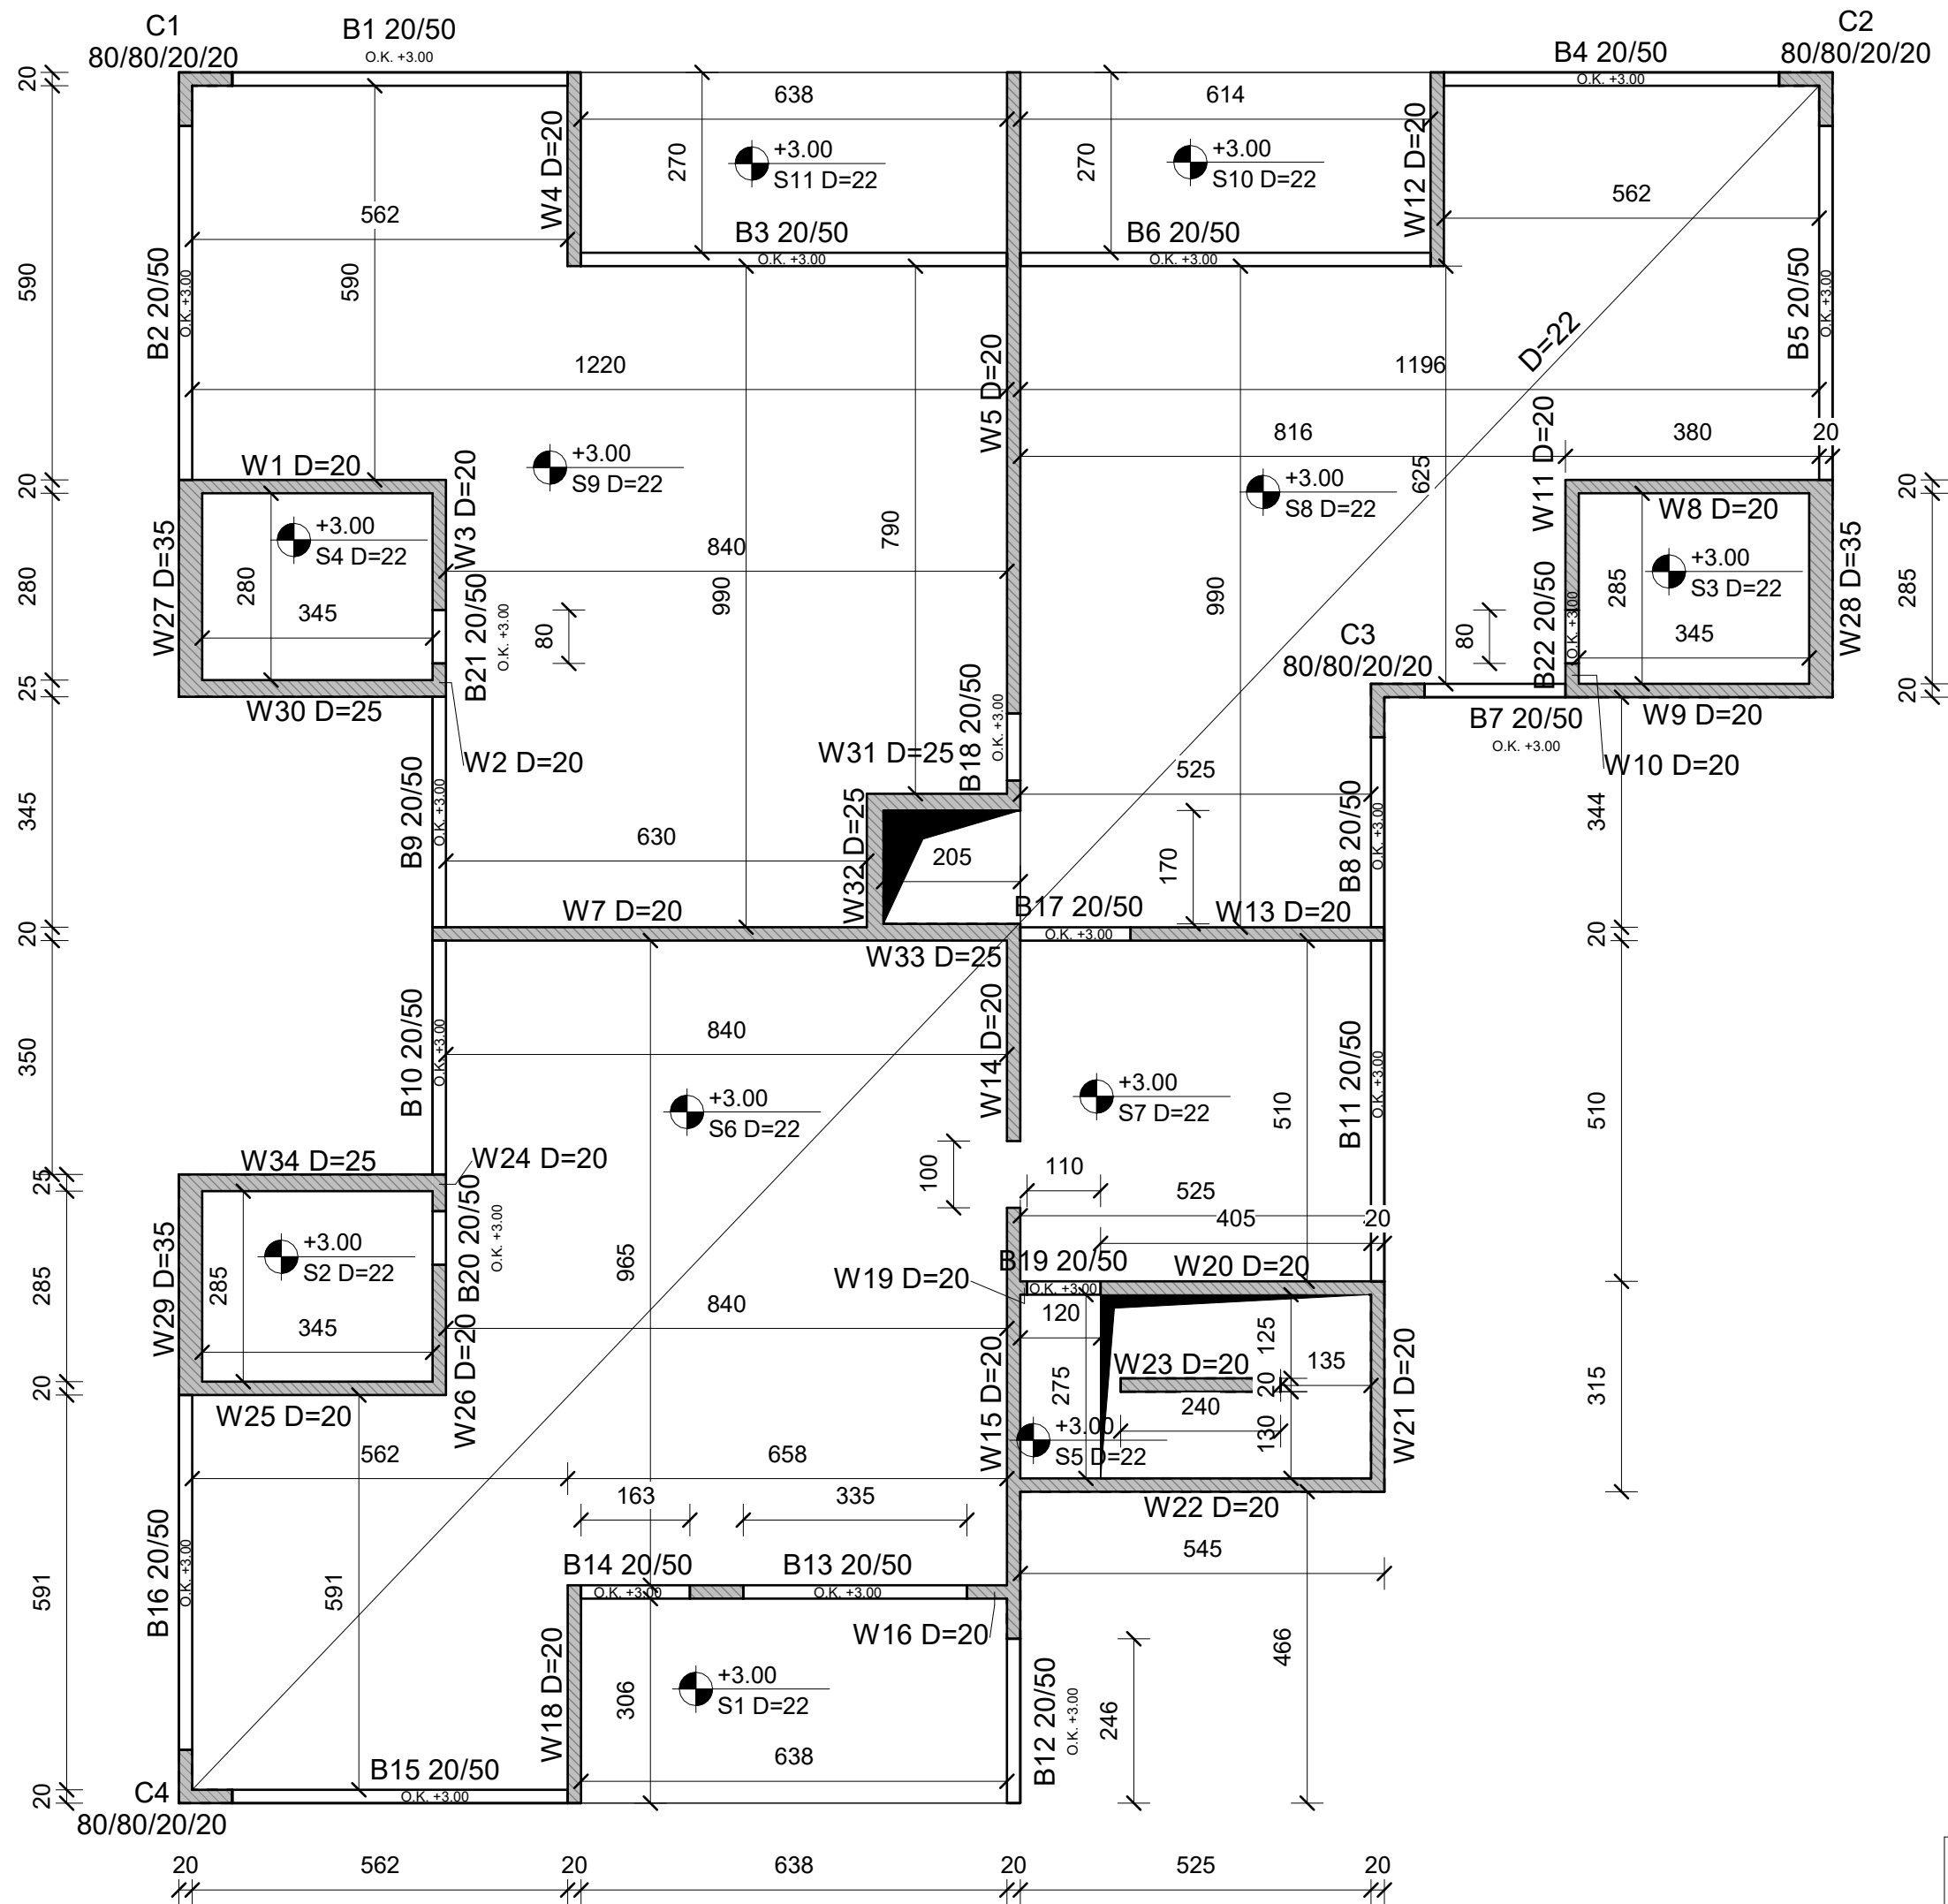 C1
80/80/20/20
B1 20/50
O.K. +3.00
B4 20/50
O.K. +3.00
C2
80/80/20/20
20
638
614
W4 D=20
270
+3.00
S11 D=22
270
+3.00
S10 D=22
W12 D=20
562
562
B3 20/50
O.K. +3.00
B6 20/50
O.K. +3.00
590
B2 20/50
O.K. +3.00
590
B5 20/50
O.K. +3.00
D=22
1220
W5 D=20
1196
816
380
20
W11 D=20
625
20
W1 D=20
W3 D=20
+3.00
S9 D=22
+3.00
S8 D=22
W8 D=20
20
W27 D=35
+3.00
S4 D=22
280
280
345
840
990
790
990
B21 20/50
O.K. +3.00
80
80
B22 20/50
O.K. +3.00
285
+3.00
S3 D=22
345
W28 D=35
285
25
W30 D=25
C3
80/80/20/20
B7 20/50
O.K. +3.00
W9 D=20
20
W2 D=20
W31 D=25
B18 20/50
O.K. +3.00
525
W10 D=20
345
B9 20/50
O.K. +3.00
630
W32 D=25
205
170
B8 20/50
O.K. +3.00
344
W7 D=20
B17 20/50
O.K. +3.00
W13 D=20
20
20
W33 D=25
350
B10 20/50
O.K. +3.00
840
W14 D=20
+3.00
S6 D=22
+3.00
S7 D=22
510
B11 20/50
O.K. +3.00
510
25
W34 D=25
W24 D=20
100
110
525
405
20
W29 D=35
285
285
+3.00
S2 D=22
345
B20 20/50
O.K. +3.00
965
W19 D=20
B19 20/50
O.K. +3.00
W20 D=20
840
120
125
W23 D=20
135
20
W25 D=20
W26 D=20
W15 D=20
275
20
240
130
W21 D=20
315
+3.00
S5 D=22
562
658
163
335
W22 D=20
545
B16 20/50
O.K. +3.00
591
591
B14 20/50
O.K. +3.00
B13 20/50
O.K. +3.00
W16 D=20
466
W18 D=20
306
+3.00
S1 D=22
638
B12 20/50
O.K. +3.00
246
20
C4
80/80/20/20
B15 20/50
O.K. +3.00
20
562
20
638
20
525
20